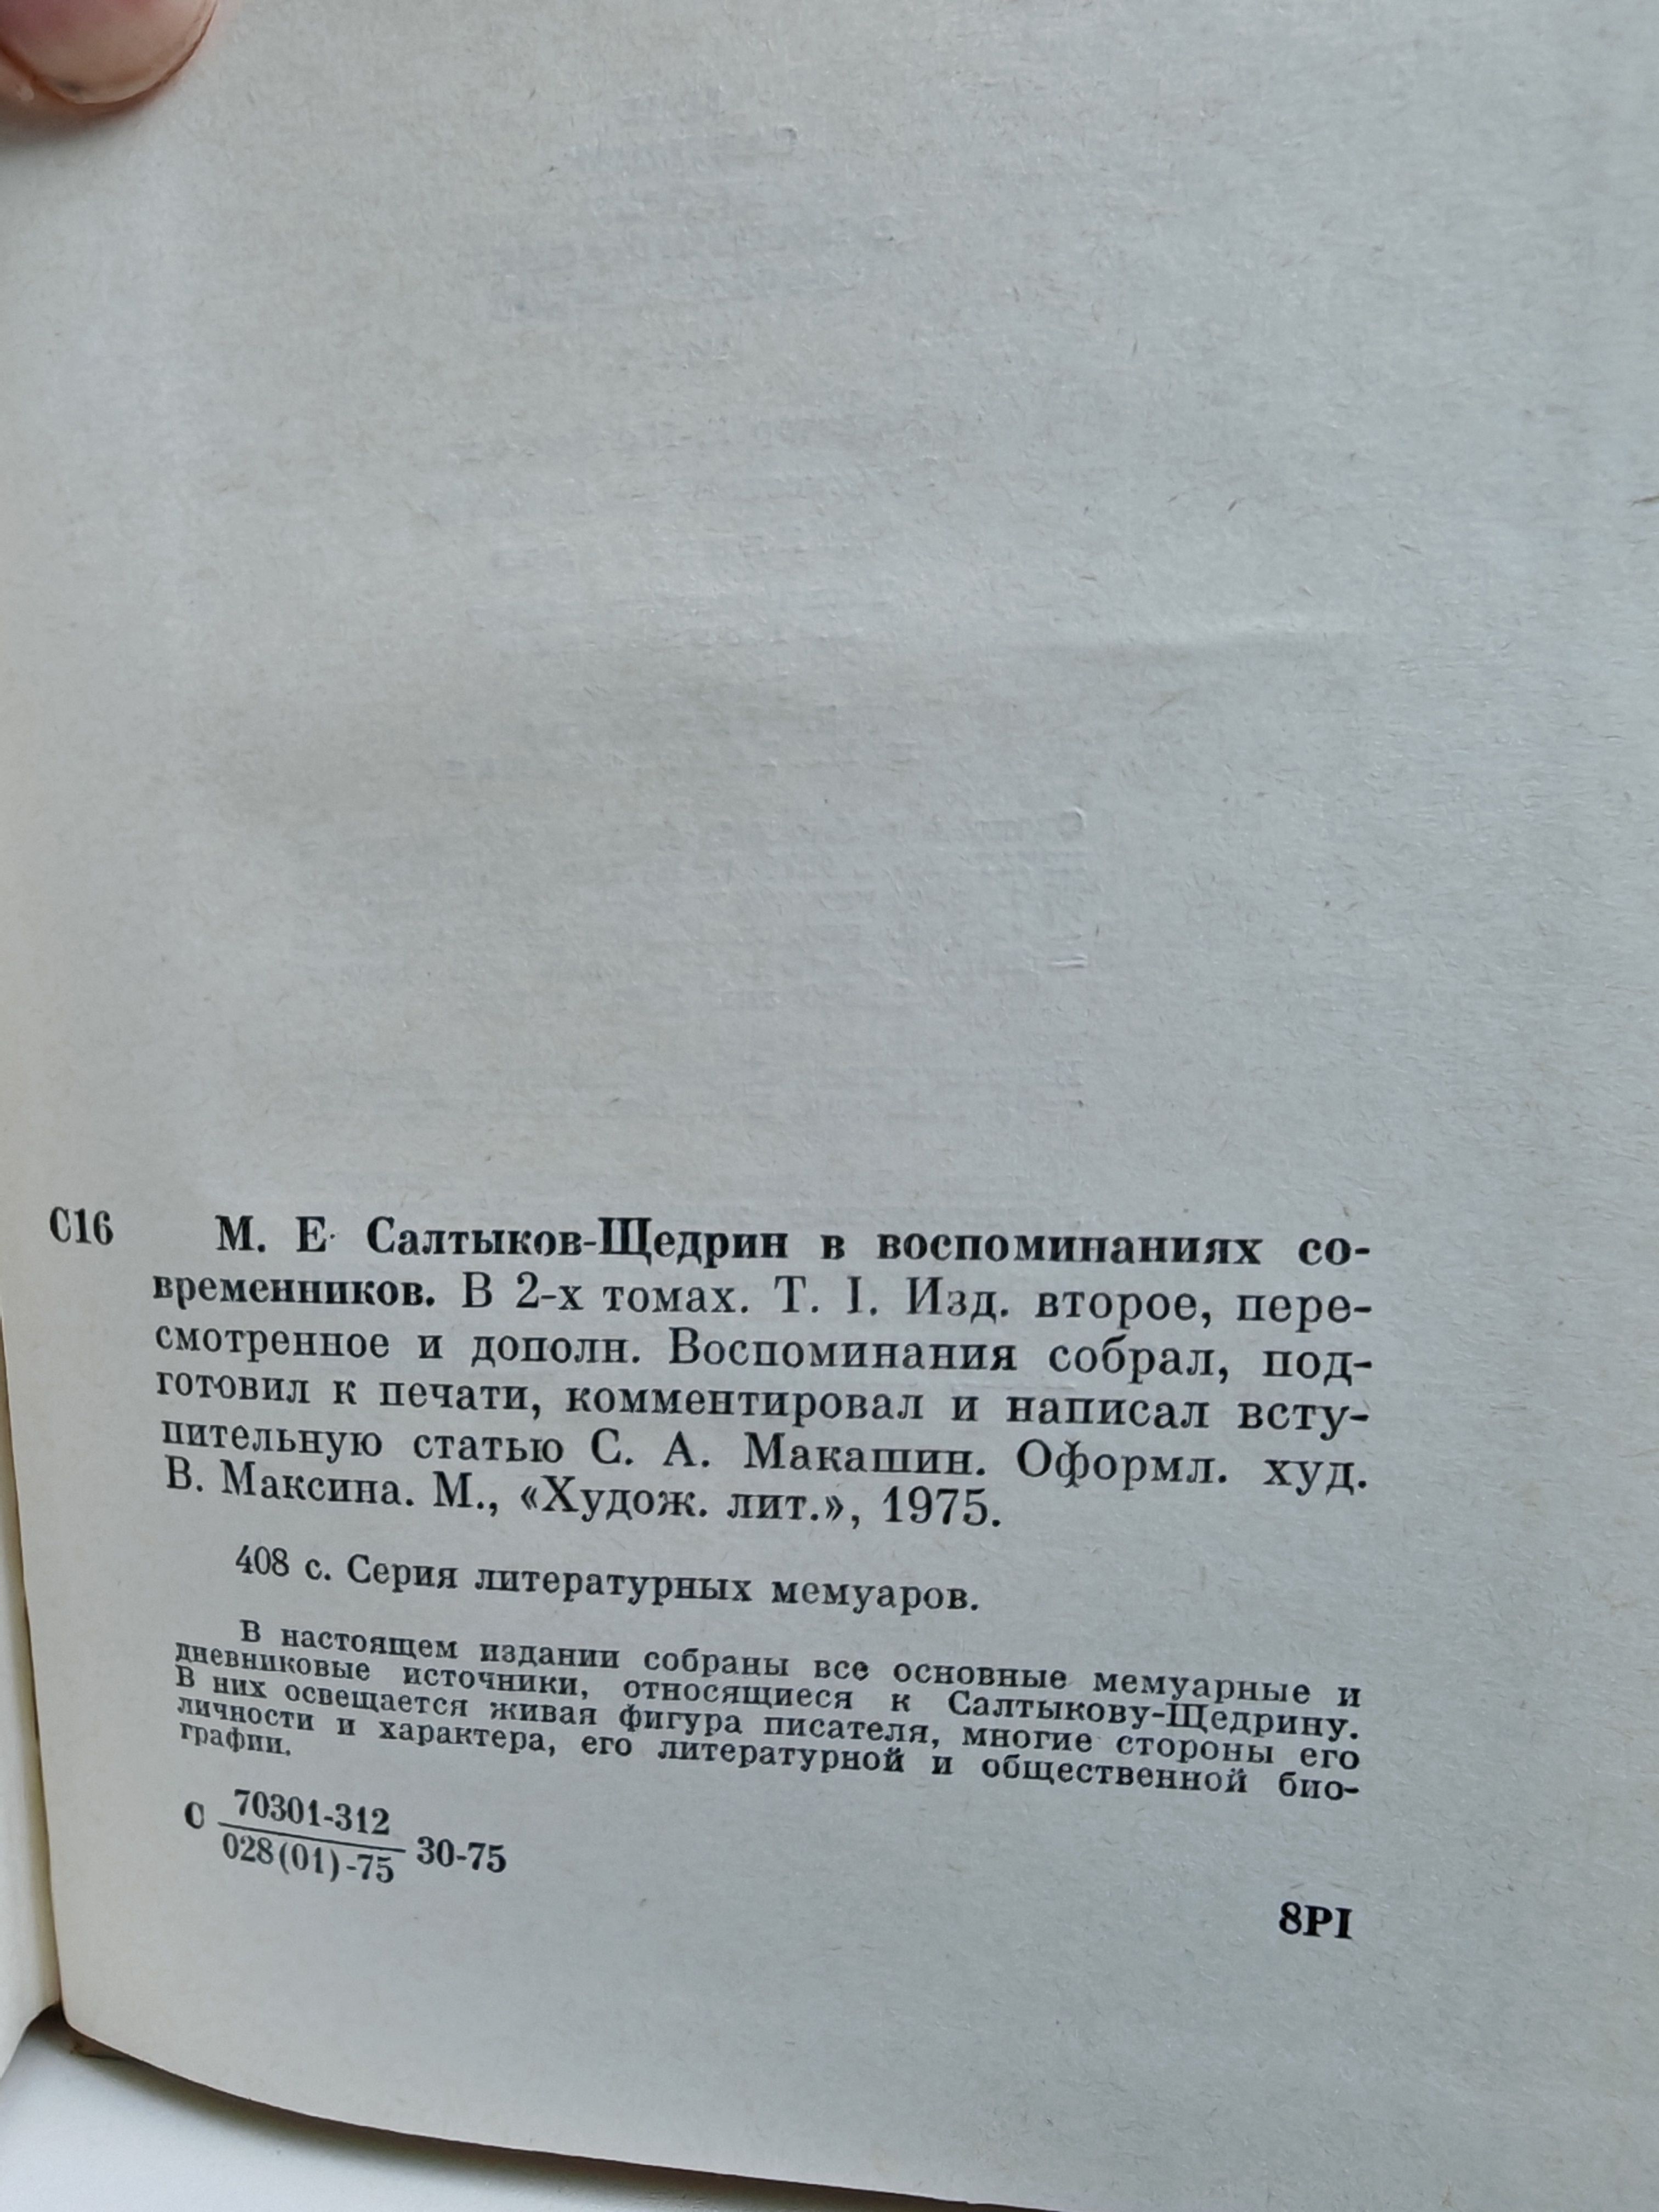 С16
М. Е. Салтыков-Щедрин в воспоминаниях со-
временников. В 2-х томах. Т. I. Изд. второе, пере-
смотренное и дополн. Воспоминания собрал, под-
готовил к печати, комментировал и написал всту-
пительную статью С. А. Макашин. Оформл. худ.
В. Максина. М., «Худож. лит.», 1975.
408 с. Серия литературных мемуаров.
В настоящем издании собраны все основные мемуарные и
дневниковые источники, относящиеся к Салтыкову-Щедрину.
В них освещается живая фигура писателя, многие стороны его
личности и характера, его литературной и общественной био-
графии.
С 70301-312
028(01)-75 30-75
8РI